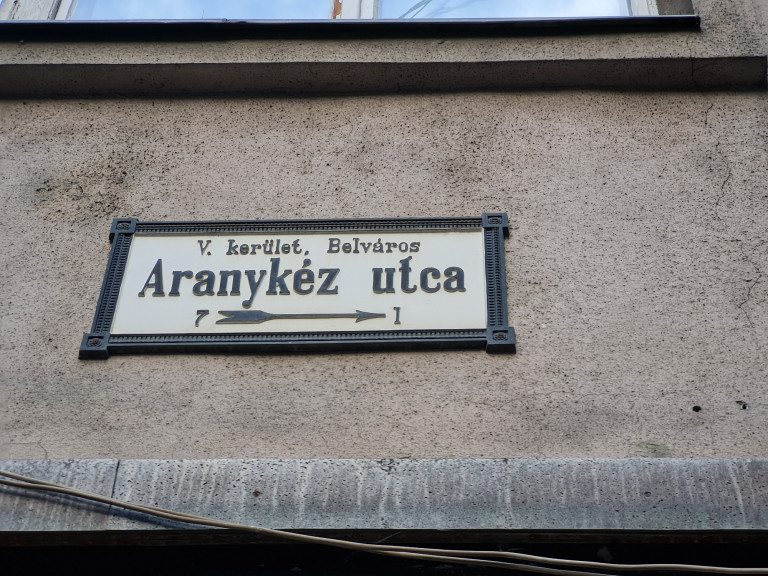 V. kerület, Belváros
Aranykéz utca
7 1